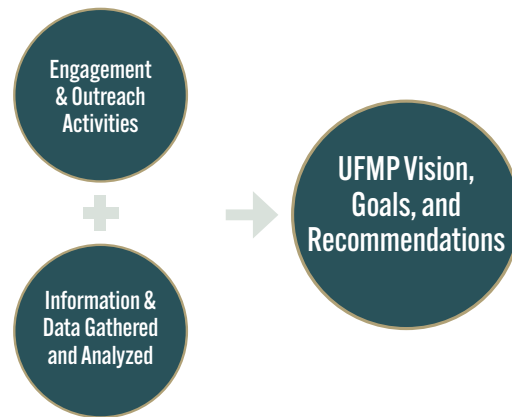 Engagement
& Outreach
Activities
UFMP Vision,
Goals, and
Recommendations
Information &
Data Gathered
and Analyzed